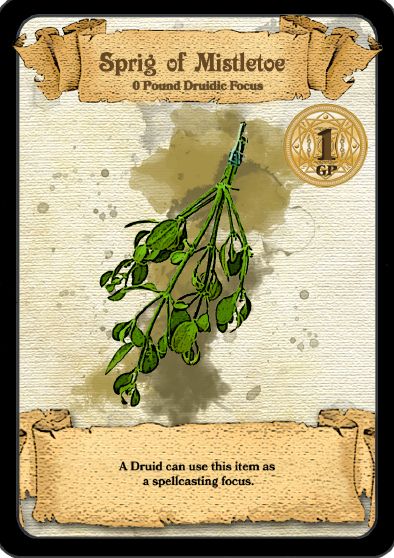 Sprig of Mistletoe
0 Pound Druidic Focus
1
GP
A Druid can use this item as
a spellcasting focus.